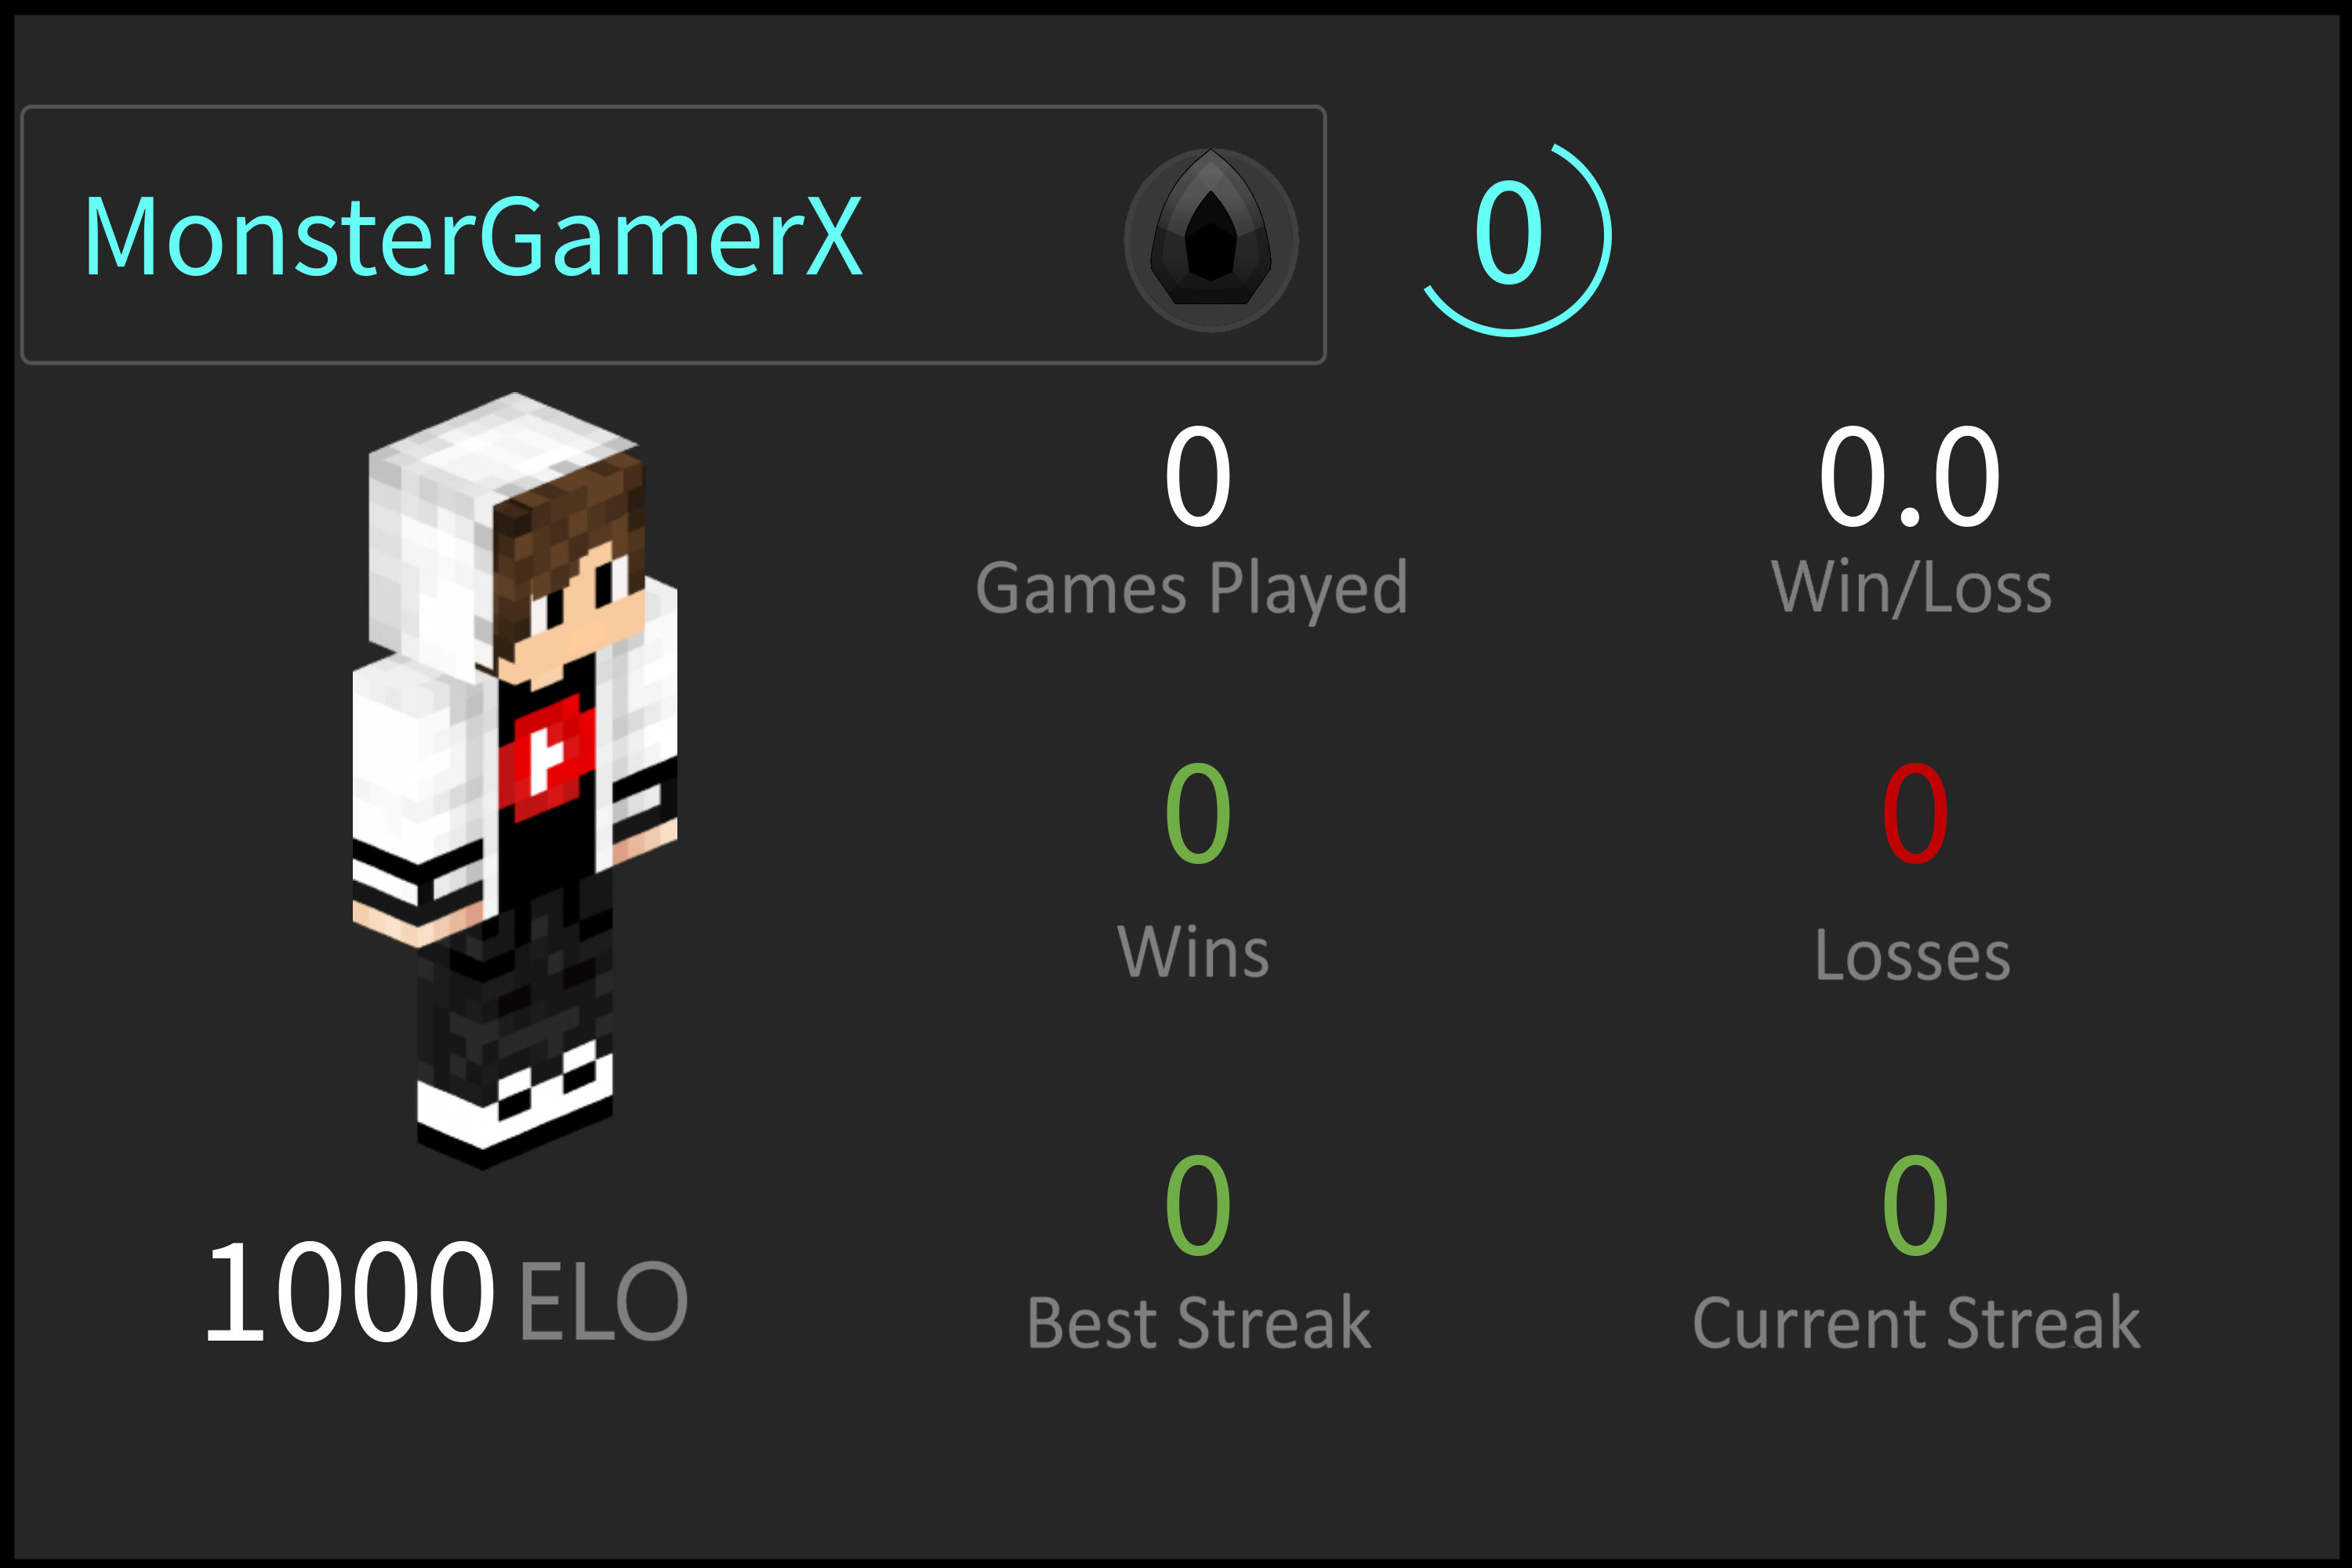 MonsterGamerX
0
0
0.0
Games Played
Win/Loss
0
0
Wins
Losses
0
0
1000 ELO
Best Streak
Current Streak